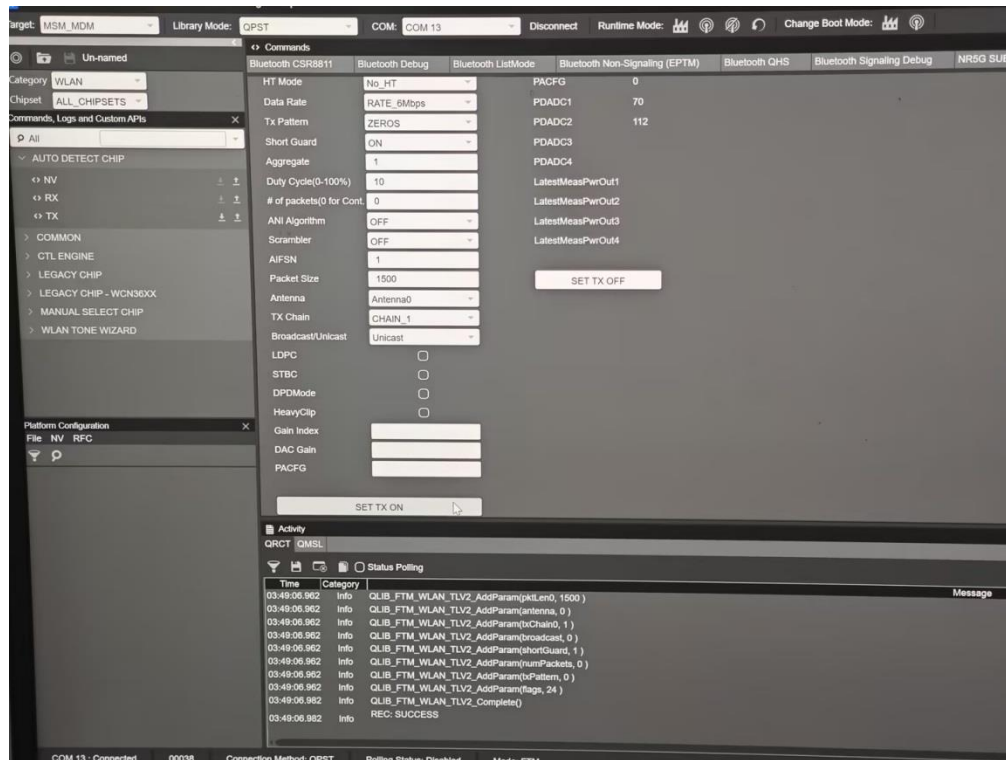 arget: MSM_MDM Library Mode: QPST COM: COM 13 Disconnect Runtime Mode: Change Boot Mode:
Un-named
Category WLAN
Chipset ALL_CHIPSETS
Commands, Logs and Custom APIs
All
AUTO DETECT CHIP
NV
RX
TX
COMMON
CTL ENGINE
LEGACY CHIP
LEGACY CHIP - WCN36XX
MANUAL SELECT CHIP
WLAN TONE WIZARD
Platform Configuration
File NV RFC
Commands
Bluetooth CSR8811 Bluetooth Debug Bluetooth ListMode Bluetooth Non-Signaling (EPTM) Bluetooth QHS Bluetooth Signaling Debug NR5G SUB
HT Mode No_HT
Data Rate RATE_6Mbps
Tx Pattern ZEROS
Short Guard ON
Aggregate 1
Duty Cycle(0-100%) 10
# of packets(0 for Cont. 0
ANI Algorithm OFF
Scrambler OFF
AIFSN 1
Packet Size 1500
Antenna Antenna0
TX Chain CHAIN_1
Broadcast/Unicast Unicast
LDPC
STBC
DPDMode
HeavyClip
Gain Index
DAC Gain
PACFG
SET TX ON
PACFG 0
PDADC1 70
PDADC2 112
PDADC3
PDADC4
LatestMeasPwrOut1
LatestMeasPwrOut2
LatestMeasPwrOut3
LatestMeasPwrOut4
SET TX OFF
Activity
QRCT QMSL
Status Polling
Time Category Message
03:49:06.962 Info QLIB_FTM_WLAN_TLV2_AddParam(pktLen0, 1500 )
03:49:06.962 Info QLIB_FTM_WLAN_TLV2_AddParam(antenna, 0 )
03:49:06.962 Info QLIB_FTM_WLAN_TLV2_AddParam(txChain0, 1 )
03:49:06.962 Info QLIB_FTM_WLAN_TLV2_AddParam(broadcast, 0 )
03:49:06.962 Info QLIB_FTM_WLAN_TLV2_AddParam(shortGuard, 1 )
03:49:06.962 Info QLIB_FTM_WLAN_TLV2_AddParam(numPackets, 0 )
03:49:06.962 Info QLIB_FTM_WLAN_TLV2_AddParam(txPattern, 0 )
03:49:06.962 Info QLIB_FTM_WLAN_TLV2_AddParam(flags, 24 )
03:49:06.962 Info QLIB_FTM_WLAN_TLV2_Complete()
03:49:06.982 Info REC: SUCCESS
COM 13 : Connected 00038 Connection Method: QPST Polling Status: Disabled Mode: FTM